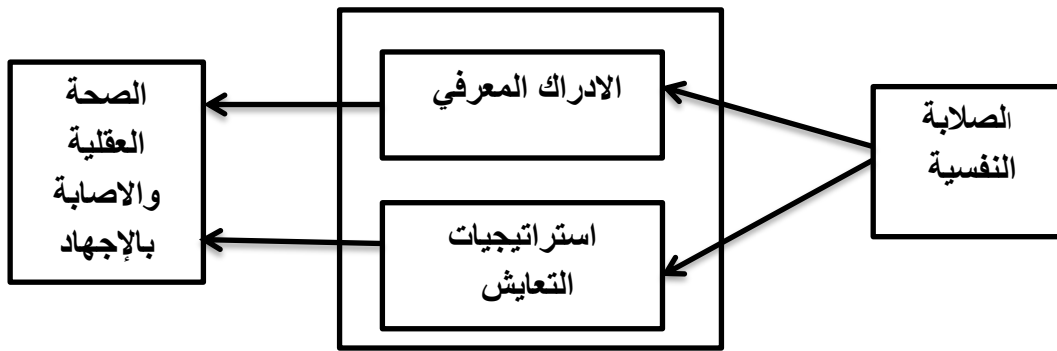 الصلابة
النفسية
الادراك المعرفي
استراتيجيات
التعايش
الصحة
العقلية
والاصابة
بالإجهاد